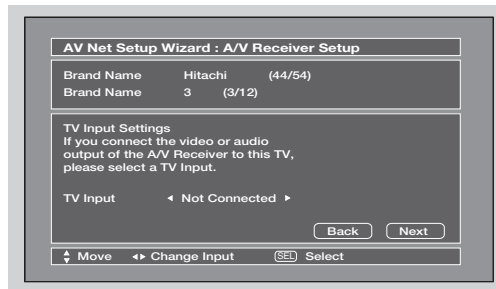 AV Net Setup Wizard : A/V Receiver Setup
Brand Name Hitachi (44/54)
Brand Name 3 (3/12)
TV Input Settings
If you connect the video or audio
output of the A/V Receiver to this TV,
please select a TV Input.
TV Input ◄ Not Connected ►
Back Next
▲▼ Move ◄► Change Input SEL Select